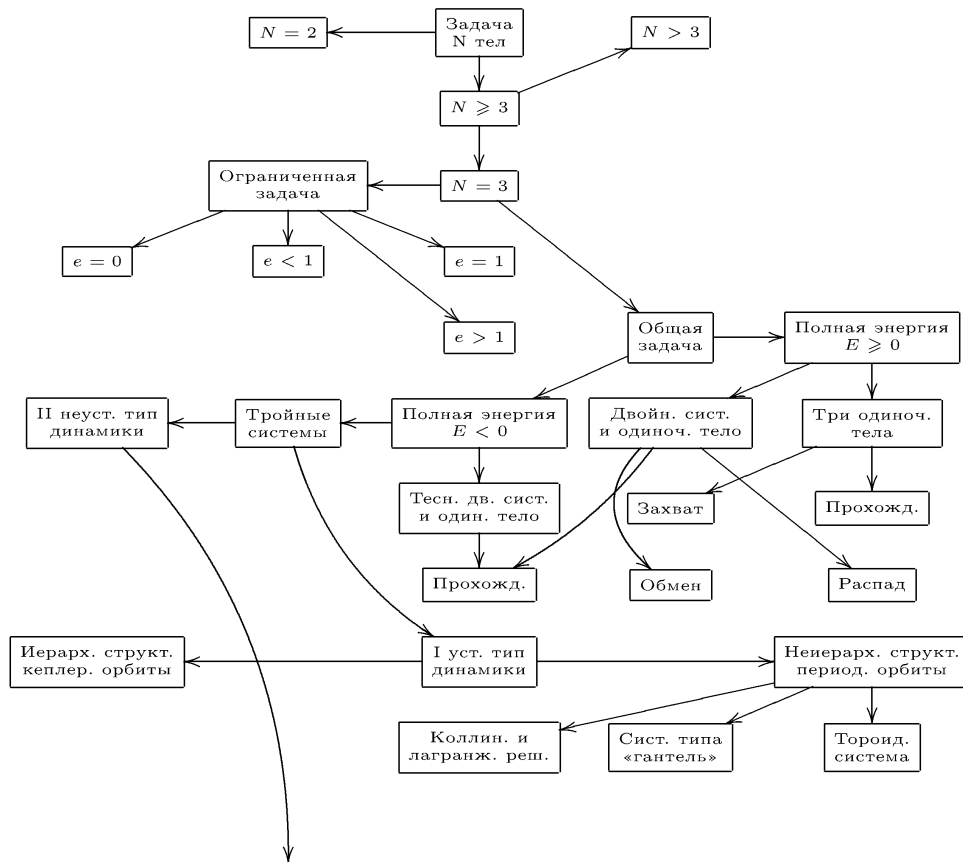 Задача
N тел
N = 2
N > 3
N ⩾ 3
Ограниченная
задача
N = 3
e = 0
e < 1
e = 1
e > 1
Общая
задача
Полная энергия
E ⩾ 0
II неуст. тип
динамики
Тройные
системы
Полная энергия
E < 0
Двойн. сист.
и одиноч. тело
Три одиноч.
тела
Тесн. дв. сист.
и один. тело
Захват
Прохожд.
Прохожд.
Обмен
Распад
Иерарх. структ.
кеплер. орбиты
I уст. тип
динамики
Неиерарх. структ.
период. орбиты
Коллин. и
лагранж. реш.
Сист. типа
«гантель»
Тороид.
система